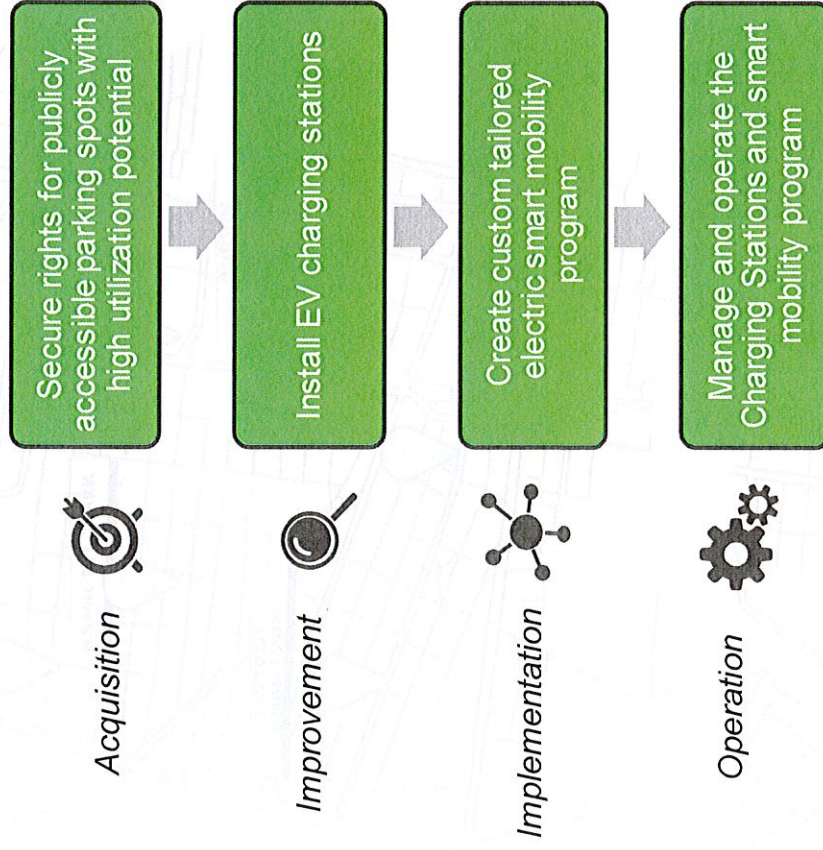 Acquisition
Secure rights for publicly
accessible parking spots with
high utilization potential
Improvement
Install EV charging stations
Implementation
Create custom tailored
electric smart mobility
program
Operation
Manage and operate the
Charging Stations and smart
mobility program